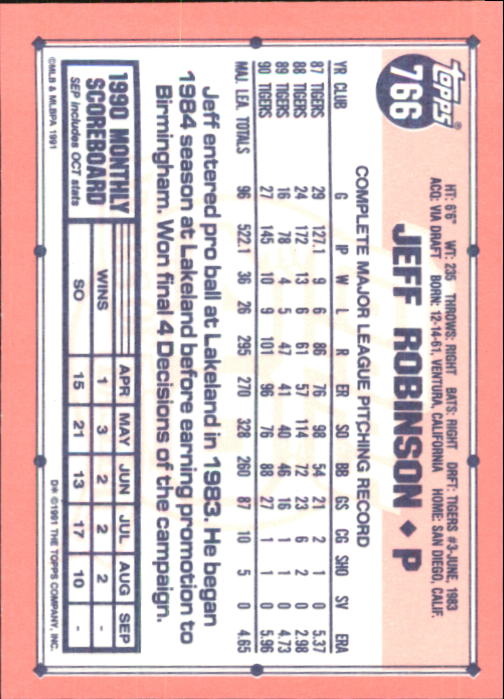 Topps®
766
HT: 6'6" WT: 235 THROWS: RIGHT BATS: RIGHT DRFT: TIGERS #3-JUNE, 1983
ACQ: VIA DRAFT BORN: 12-14-61, VENTURA, CALIFORNIA HOME: SAN DIEGO, CALIF.
JEFF ROBINSON ♦ P
COMPLETE MAJOR LEAGUE PITCHING RECORD
YR CLUB G IP W L R ER SO BB GS CG SHO SV ERA
87 TIGERS 29 127.1 9 6 86 76 98 54 21 2 1 0 5.37
88 TIGERS 24 172 13 6 61 57 114 72 23 6 2 0 2.98
89 TIGERS 16 78 4 5 47 41 40 46 16 1 1 0 4.73
90 TIGERS 27 145 10 9 101 96 76 88 27 1 1 0 5.96
MAJ. LEA. TOTALS 96 522.1 36 26 295 270 328 260 87 10 5 0 4.65
Jeff entered pro ball at Lakeland in 1983. He began
1984 season at Lakeland before earning promotion to
Birmingham. Won final 4 Decisions of the campaign.
1990 MONTHLY
SCOREBOARD
SEP includes OCT stats
APR MAY JUN JUL AUG SEP
WINS 1 3 2 2 2 -
SO 15 21 13 17 10 -
©MLB & MLBPA 1991
D* ©1991 THE TOPPS COMPANY, INC.